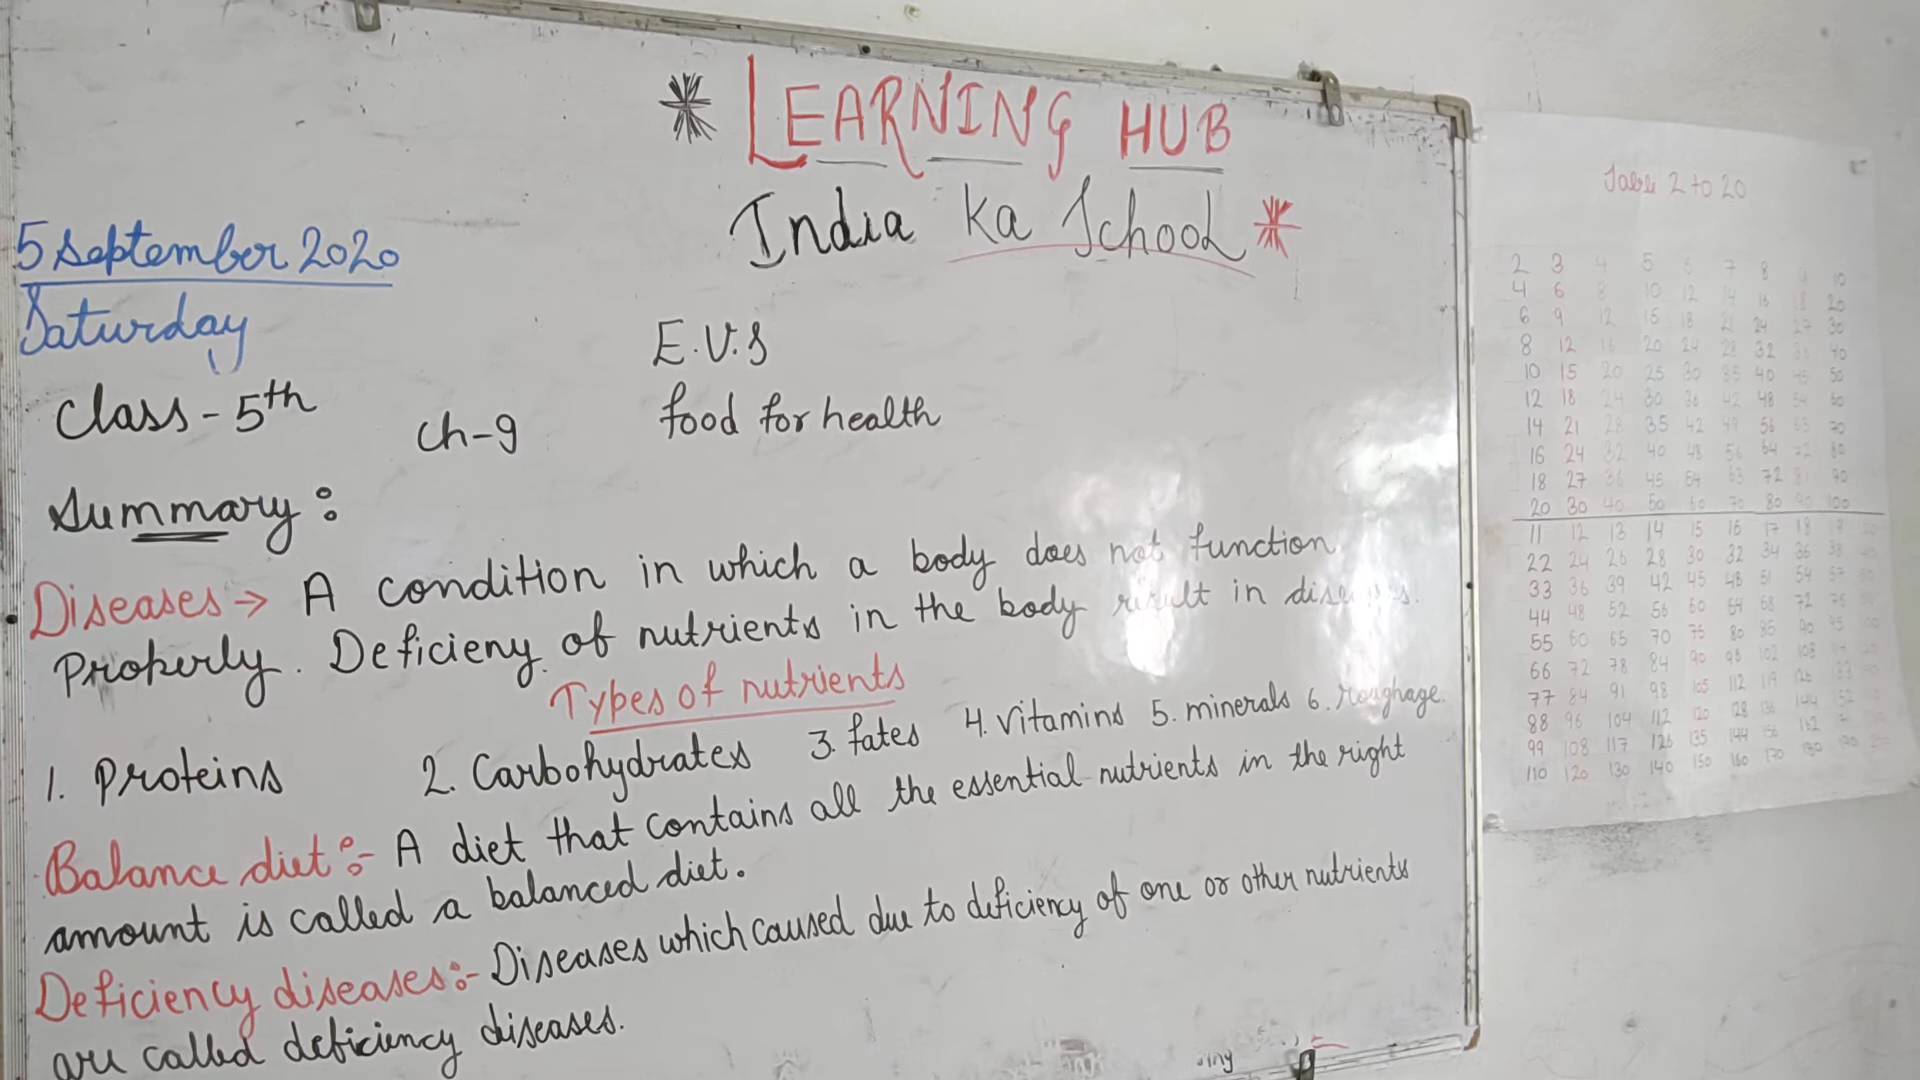 * LEARNING HUB
India ka School *
5 September 2020
Saturday
E.V.S
Class - 5th
Ch-9
food for health
Summary :
Diseases → A condition in which a body does not function
Properly. Deficieny of nutrients in the body result in
Types of nutrients
1. Proteins 2. Carbohydrates 3. fates 4. vitamins 5. minerals 6. roughage.
Balance diet :- A diet that contains all the essential nutrients in the right
amount is called a balanced diet.
Deficiency diseases :- Diseases which caused due to deficiency of one or other nutrients
are called deficiency diseases.
Table 2 to 20
2 3 4 5 6 7 8 9 10
4 6 8 10 12 14 16 18 20
6 9 12 15 18 21 24 27 30
8 12 16 20 24 28 32 40
10 15 20 25 30 35 40 45 50
12 18 24 30 36 42 48 54 60
14 21 28 35 42 49 56 63 70
16 24 32 40 48 56 64 72 80
18 27 36 45 54 63 72 81 90
20 30 40 50 60 70 80 90 100
11 12 13 14 15 16 17 18 19
22 24 26 28 30 32 34 36 38
33 36 39 42 45 48 51 54 57
44 48 52 56 60 64 68 72 76
55 60 65 70 75 80 85 90 95
66 72 78 84 90 96 102 108
77 84 91 98 105 112 119
88 96 104 112 120 128 144 152
99 108 117 126 135 144 162
110 120 130 140 150 160 170